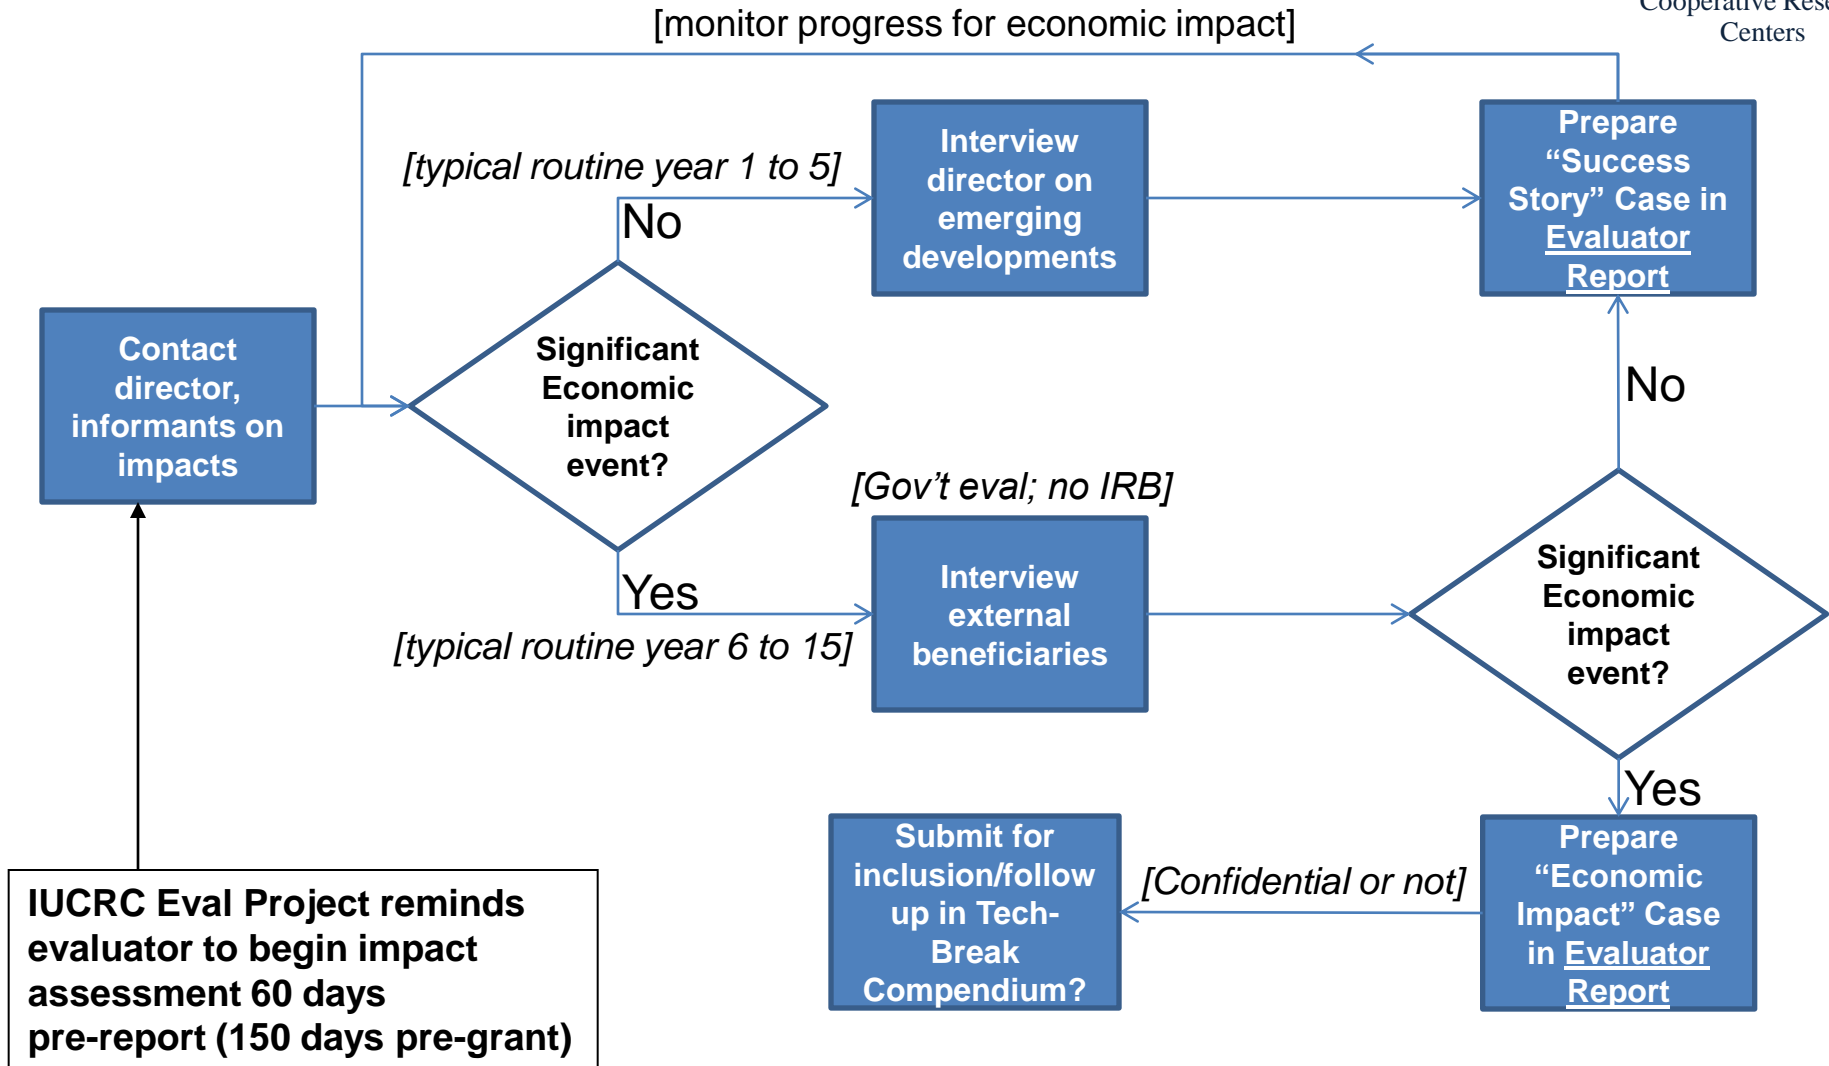 Cooperative
Centers
[monitor progress for economic impact]
[typical routine year 1 to 5]
No
Interview
director on
emerging
developments
Prepare
“Success
Story” Case in
Evaluator
Report
Contact
director,
informants on
impacts
Significant
Economic
impact
event?
Yes
[typical routine year 6 to 15]
[Gov’t eval; no IRB]
Interview
external
beneficiaries
No
Significant
Economic
impact
event?
Yes
Prepare
“Economic
Impact” Case
in Evaluator
Report
[Confidential or not]
Submit for
inclusion/follow
up in Tech-
Break
Compendium?
IUCRC Eval Project reminds
evaluator to begin impact
assessment 60 days
pre-report (150 days pre-grant)